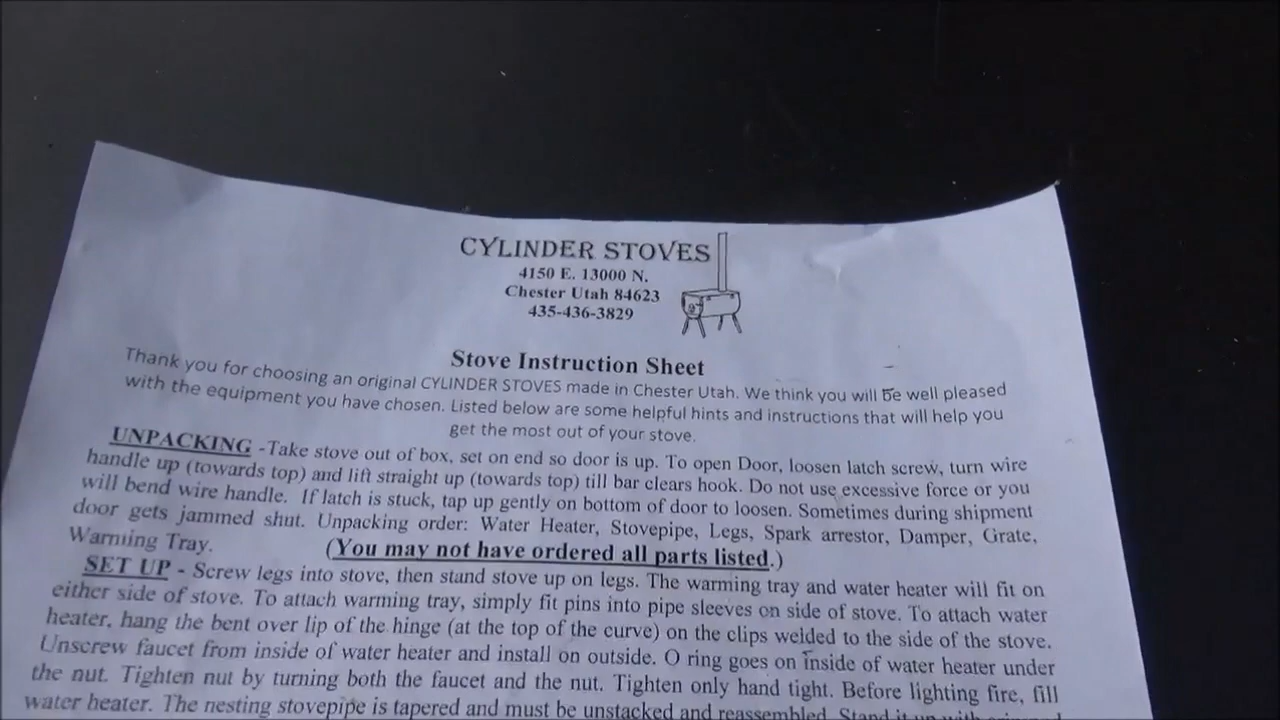 CYLINDER STOVES
4150 E. 13000 N.
Chester Utah 84623
435-436-3829
Stove Instruction Sheet
Thank you for choosing an original CYLINDER STOVES made in Chester Utah. We think you will be well pleased
with the equipment you have chosen. Listed below are some helpful hints and instructions that will help you
get the most out of your stove.
UNPACKING -Take stove out of box, set on end so door is up. To open Door, loosen latch screw, turn wire
handle up (towards top) and lift straight up (towards top) till bar clears hook. Do not use excessive force or you
will bend wire handle. If latch is stuck, tap up gently on bottom of door to loosen. Sometimes during shipment
door gets jammed shut. Unpacking order: Water Heater, Stovepipe, Legs, Spark arrestor, Damper, Grate,
Warming Tray. (You may not have ordered all parts listed.)
SET UP - Screw legs into stove, then stand stove up on legs. The warming tray and water heater will fit on
either side of stove. To attach warming tray, simply fit pins into pipe sleeves on side of stove. To attach water
heater, hang the bent over lip of the hinge (at the top of the curve) on the clips welded to the side of the stove.
Unscrew faucet from inside of water heater and install on outside. O ring goes on inside of water heater under
the nut. Tighten nut by turning both the faucet and the nut. Tighten only hand tight. Before lighting fire, fill
water heater. The nesting stovepipe is tapered and must be unstacked and reassembled. Stand it up with